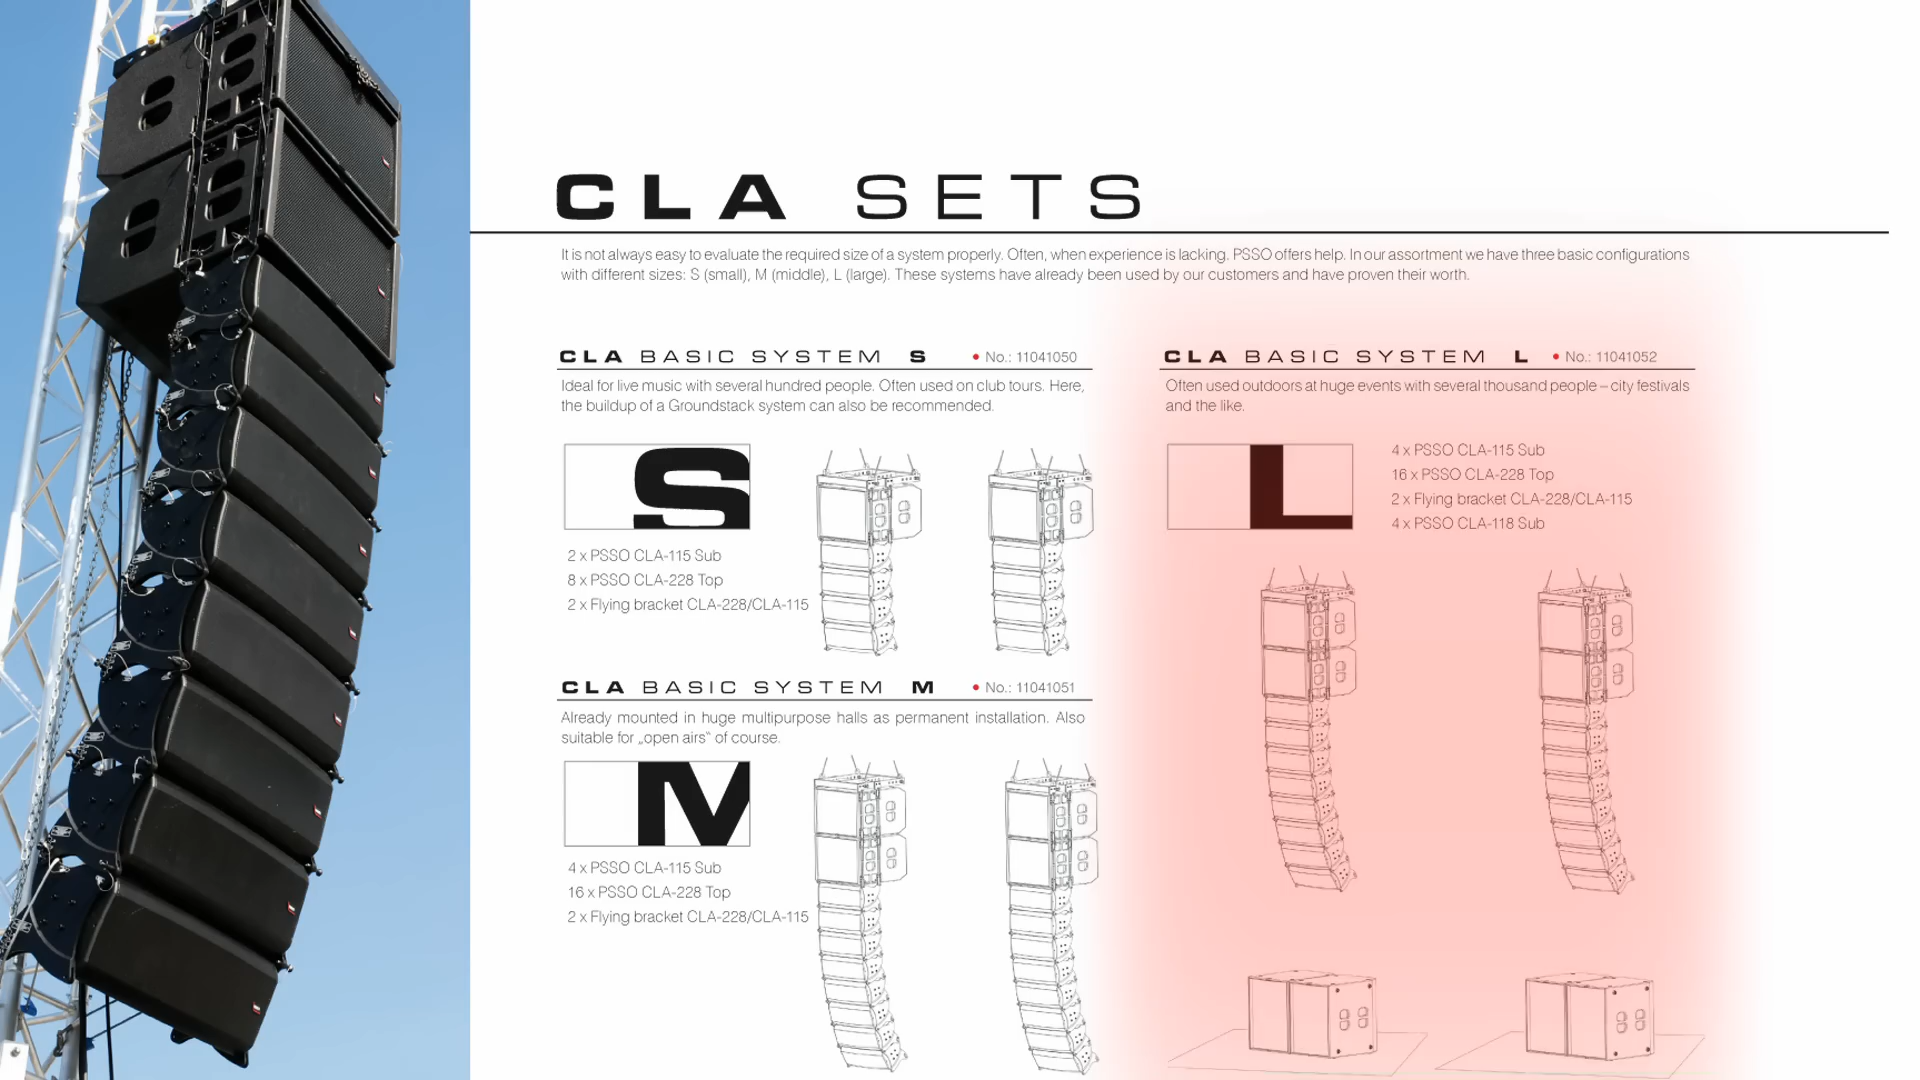 CLA SETS
It is not always easy to evaluate the required size of a system properly. Often, when experience is lacking. PSSO offers help. In our assortment we have three basic configurations
with different sizes: S (small), M (middle), L (large). These systems have already been used by our customers and have proven their worth.
CLA BASIC SYSTEM S • No.: 11041050
Ideal for live music with several hundred people. Often used on club tours. Here,
the buildup of a Groundstack system can also be recommended.
S
2 x PSSO CLA-115 Sub
8 x PSSO CLA-228 Top
2 x Flying bracket CLA-228/CLA-115
CLA BASIC SYSTEM M • No.: 11041051
Already mounted in huge multipurpose halls as permanent installation. Also
suitable for „open airs“ of course.
M
4 x PSSO CLA-115 Sub
16 x PSSO CLA-228 Top
2 x Flying bracket CLA-228/CLA-115
CLA BASIC SYSTEM L • No.: 11041052
Often used outdoors at huge events with several thousand people – city festivals
and the like.
L
4 x PSSO CLA-115 Sub
16 x PSSO CLA-228 Top
2 x Flying bracket CLA-228/CLA-115
4 x PSSO CLA-118 Sub